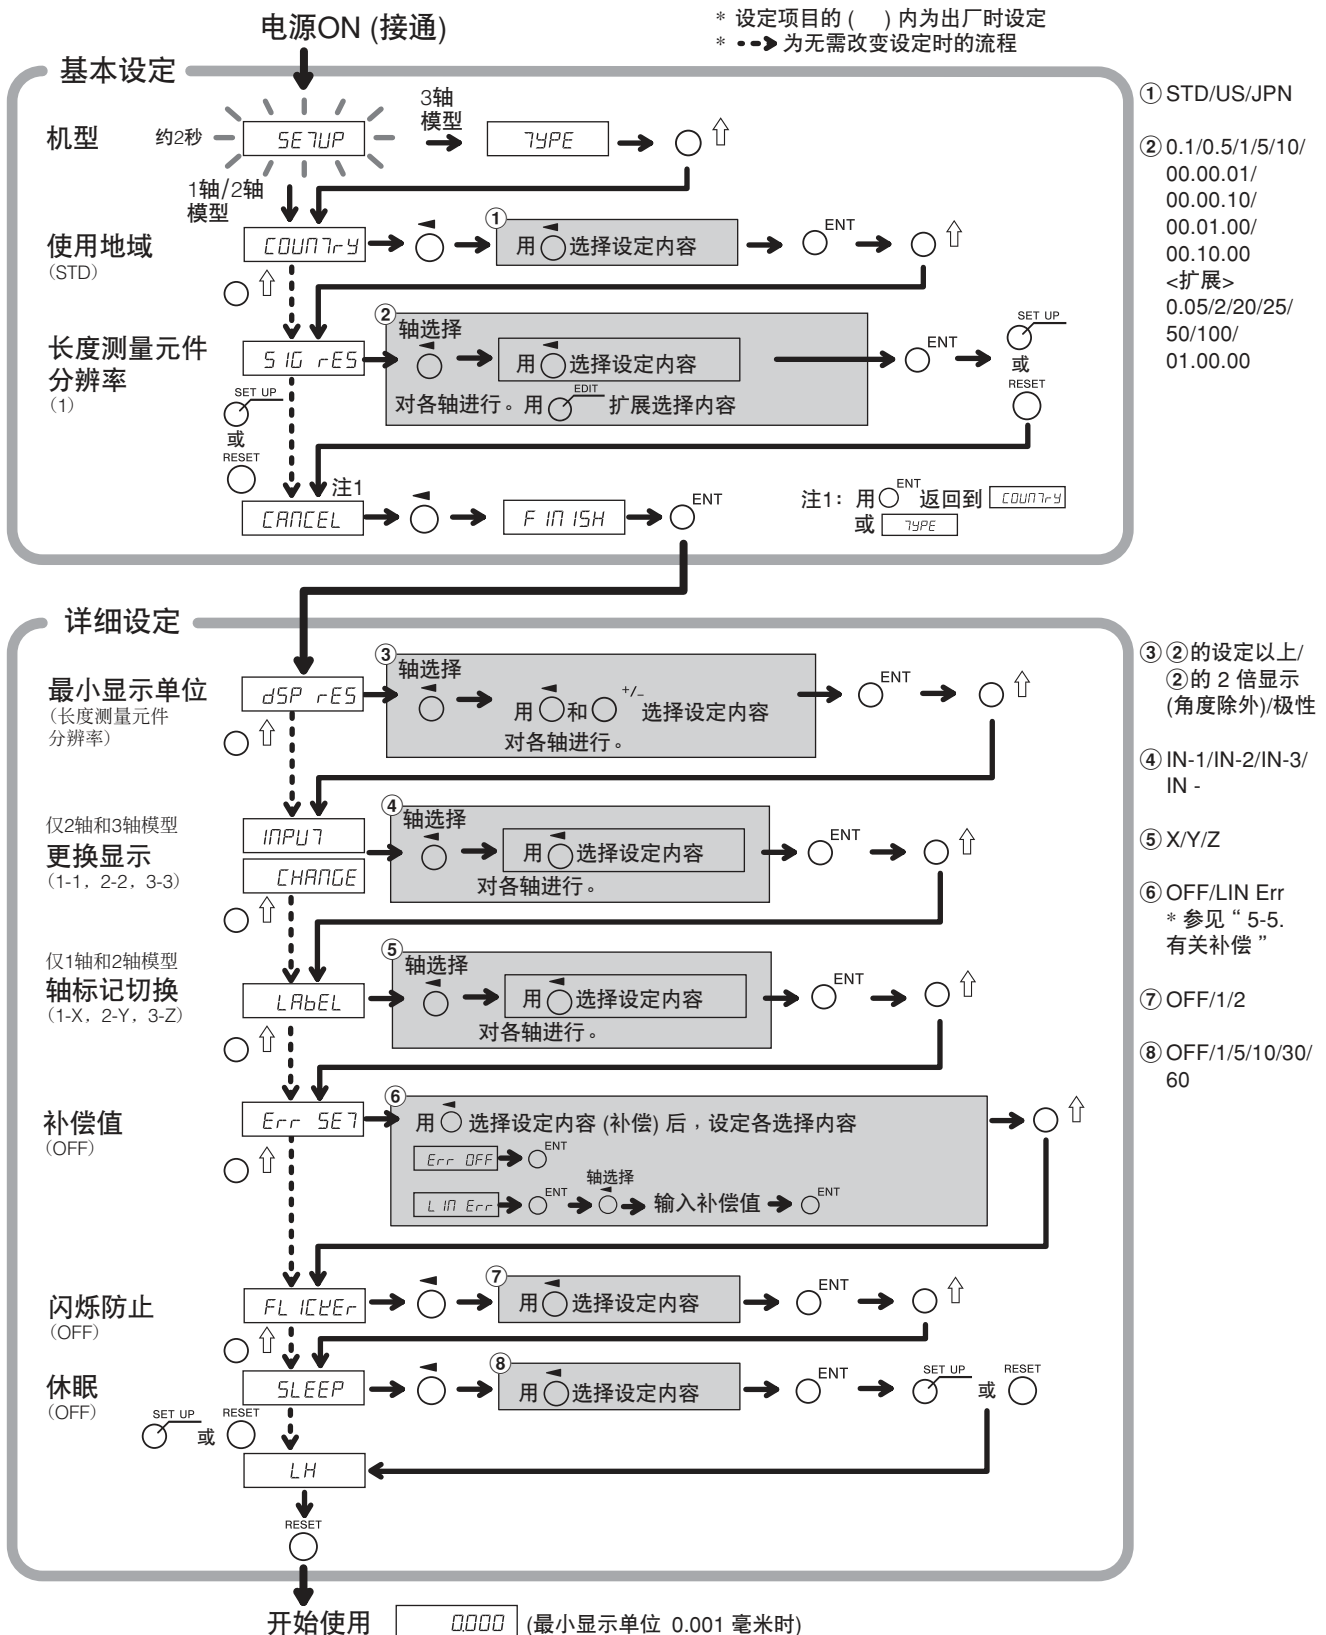 电源ON (接通)
* 设定项目的 (　) 内为出厂时设定
* 为无需改变设定时的流程
基本设定
机型
约2秒
SETUP
3轴
模型
TYPE
1轴/2轴
模型
使用地域
(STD)
COUNTrY
①
用 选择设定内容
ENT
长度测量元件
分辨率
(1)
SIG rES
②
轴选择
用 选择设定内容
对各轴进行。用 EDIT 扩展选择内容
ENT
SET UP
或
RESET
SET UP
或
RESET
注1
CANCEL
FINISH
ENT
注1: 用 ENT 返回到 COUNTrY
或 TYPE
① STD/US/JPN
② 0.1/0.5/1/5/10/
00.00.01/
00.00.10/
00.01.00/
00.10.00
<扩展>
0.05/2/20/25/
50/100/
01.00.00
详细设定
最小显示单位
(长度测量元件
分辨率)
dSP rES
③
轴选择
用 和 +/- 选择设定内容
对各轴进行。
ENT
仅2轴和3轴模型
更换显示
(1-1, 2-2, 3-3)
INPUT
CHANGE
④
轴选择
用 选择设定内容
对各轴进行。
ENT
仅1轴和2轴模型
轴标记切换
(1-X, 2-Y, 3-Z)
LAbEL
⑤
轴选择
用 选择设定内容
对各轴进行。
ENT
补偿值
(OFF)
Err SET
⑥
用 选择设定内容 (补偿) 后，设定各选择内容
Err OFF
ENT
LIN Err
ENT
轴选择
输入补偿值
ENT
闪烁防止
(OFF)
FLICKEr
⑦
用 选择设定内容
ENT
休眠
(OFF)
SLEEP
⑧
用 选择设定内容
ENT
SET UP
或
RESET
SET UP
或
RESET
LH
RESET
③ ②的设定以上/
②的 2 倍显示
(角度除外)/极性
④ IN-1/IN-2/IN-3/
IN -
⑤ X/Y/Z
⑥ OFF/LIN Err
* 参见“ 5-5.
有关补偿 ”
⑦ OFF/1/2
⑧ OFF/1/5/10/30/
60
开始使用
0.000
(最小显示单位 0.001 毫米时)